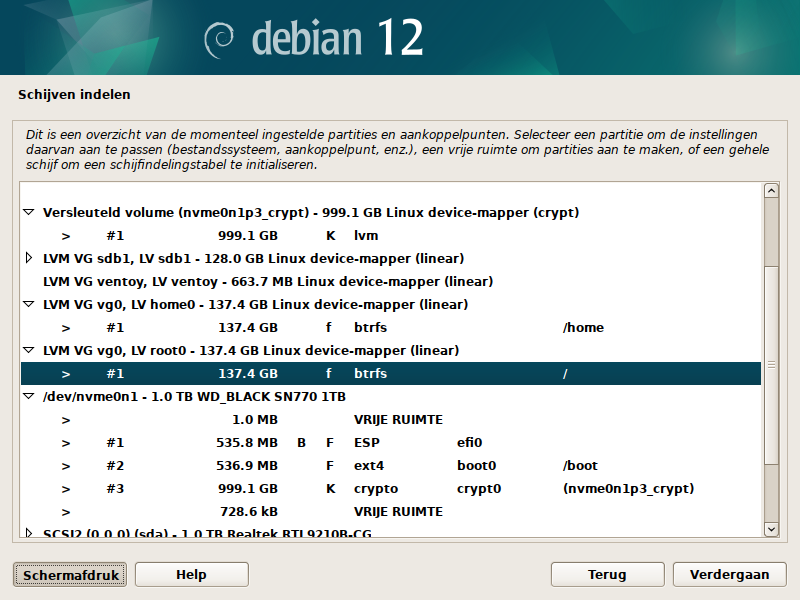 debian 12
Schijven indelen
Dit is een overzicht van de momenteel ingestelde partities en aankoppelpunten. Selecteer een partitie om de instellingen
daarvan aan te passen (bestandssysteem, aankoppelpunt, enz.), een vrije ruimte om partities aan te maken, of een gehele
schijf om een schijfindelingstabel te initialiseren.
Versleuteld volume (nvme0n1p3_crypt) - 999.1 GB Linux device-mapper (crypt)
> #1 999.1 GB K lvm
LVM VG sdb1, LV sdb1 - 128.0 GB Linux device-mapper (linear)
LVM VG ventoy, LV ventoy - 663.7 MB Linux device-mapper (linear)
LVM VG vg0, LV home0 - 137.4 GB Linux device-mapper (linear)
> #1 137.4 GB f btrfs /home
LVM VG vg0, LV root0 - 137.4 GB Linux device-mapper (linear)
> #1 137.4 GB f btrfs /
/dev/nvme0n1 - 1.0 TB WD_BLACK SN770 1TB
> 1.0 MB VRIJE RUIMTE
> #1 535.8 MB B F ESP efi0
> #2 536.9 MB F ext4 boot0 /boot
> #3 999.1 GB K crypto crypt0 (nvme0n1p3_crypt)
> 728.6 kB VRIJE RUIMTE
SCSI2 (0,0,0) (sda) - 1.0 TB Realtek RTL9210B-CG
Schermafdruk Help Terug Verdergaan